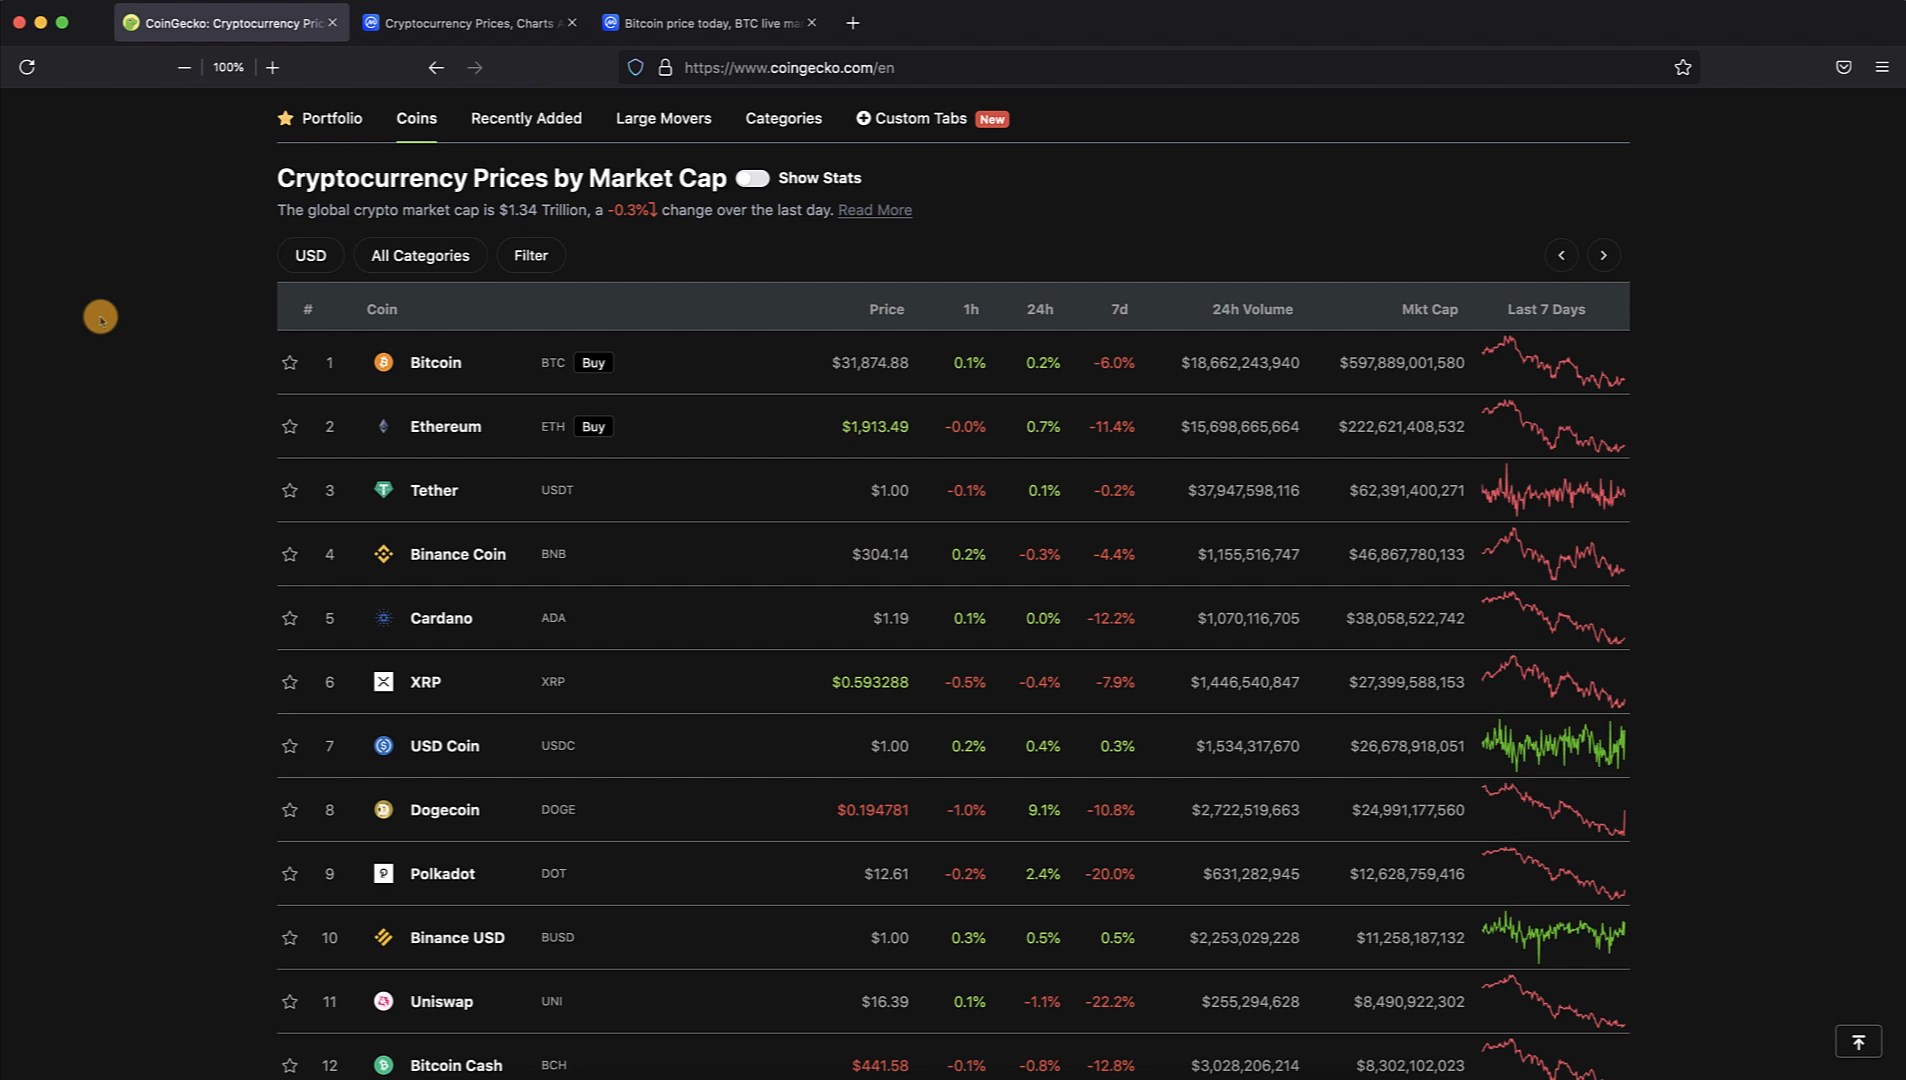 CoinGecko: Cryptocurrency Pric
Cryptocurrency Prices, Charts A
Bitcoin price today, BTC live ma
100%
https://www.coingecko.com/en
Portfolio Coins Recently Added Large Movers Categories Custom Tabs New
Cryptocurrency Prices by Market Cap Show Stats
The global crypto market cap is $1.34 Trillion, a -0.3% change over the last day. Read More
USD All Categories Filter
# Coin Price 1h 24h 7d 24h Volume Mkt Cap Last 7 Days
1 Bitcoin BTC Buy $31,874.88 0.1% 0.2% -6.0% $18,662,243,940 $597,889,001,580
2 Ethereum ETH Buy $1,913.49 -0.0% 0.7% -11.4% $15,698,665,664 $222,621,408,532
3 Tether USDT $1.00 -0.1% 0.1% -0.2% $37,947,598,116 $62,391,400,271
4 Binance Coin BNB $304.14 0.2% -0.3% -4.4% $1,155,516,747 $46,867,780,133
5 Cardano ADA $1.19 0.1% 0.0% -12.2% $1,070,116,705 $38,058,522,742
6 XRP XRP $0.593288 -0.5% -0.4% -7.9% $1,446,540,847 $27,399,588,153
7 USD Coin USDC $1.00 0.2% 0.4% 0.3% $1,534,317,670 $26,678,918,051
8 Dogecoin DOGE $0.194781 -1.0% 9.1% -10.8% $2,722,519,663 $24,991,177,560
9 Polkadot DOT $12.61 -0.2% 2.4% -20.0% $631,282,945 $12,628,759,416
10 Binance USD BUSD $1.00 0.3% 0.5% 0.5% $2,253,029,228 $11,258,187,132
11 Uniswap UNI $16.39 0.1% -1.1% -22.2% $255,294,628 $8,490,922,302
12 Bitcoin Cash BCH $441.58 -0.1% -0.8% -12.8% $3,028,206,214 $8,302,102,023